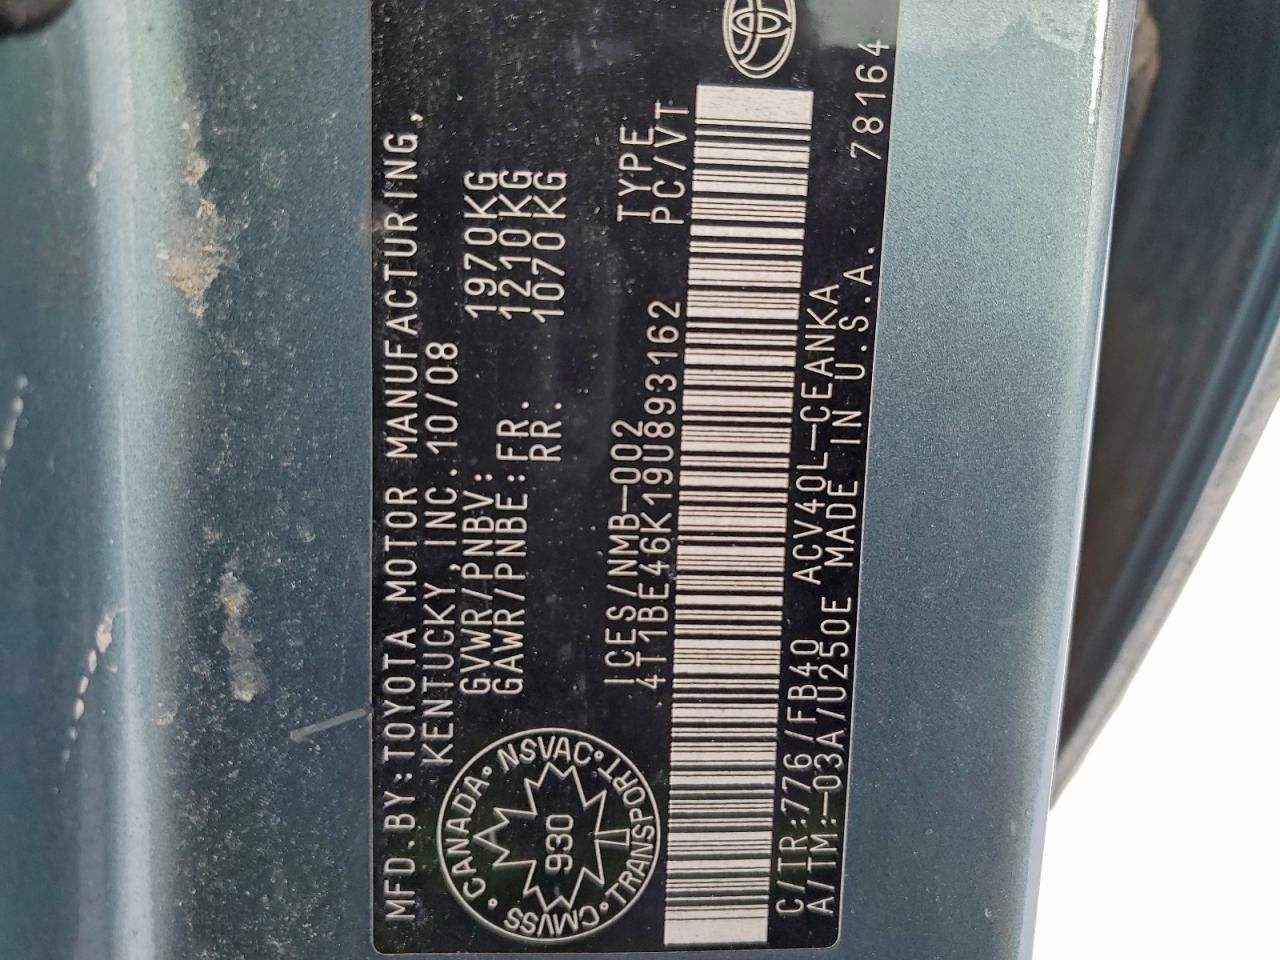 MFD.BY:TOYOTA MOTOR MANUFACTURING,
KENTUCKY,INC.10/08
GVWR/PNBV: 1970KG
GAWR/PNBE:FR. 1210KG
RR. 1070KG
CANADA • NSVAC • TRANSPORT • CMVSS •
930
ICES/NMB-002 TYPE
4T1BE46K19U893162 PC/VT
C/TR:776/FB40 ACV40L-CEANKA
A/TM:-03A/U250E MADE IN U.S.A. 78164